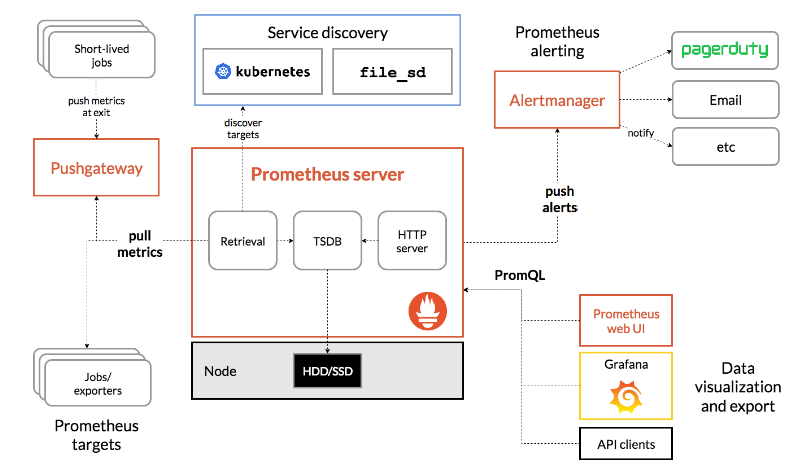 Short-lived
jobs
push metrics
at exit
Pushgateway
Service discovery
kubernetes
file_sd
discover
targets
Prometheus
alerting
Alertmanager
pagerduty
Email
etc
notify
Prometheus server
Retrieval
TSDB
HTTP
server
pull
metrics
push
alerts
PromQL
Node
HDD/SSD
Jobs/
exporters
Prometheus
targets
Prometheus
web UI
Grafana
API clients
Data
visualization
and export